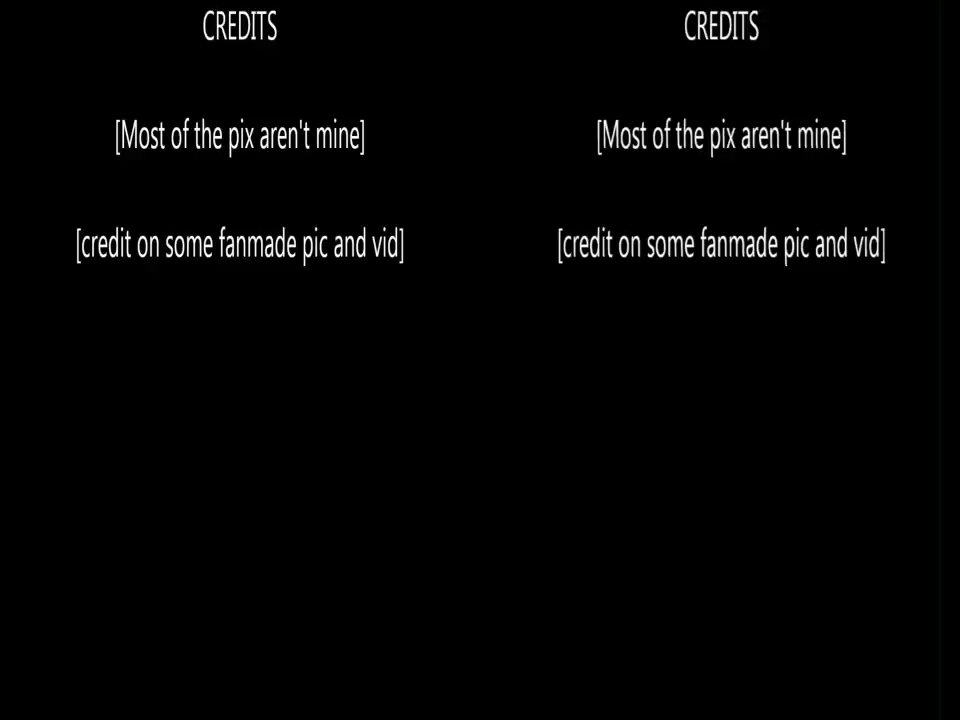 CREDITS CREDITS
[Most of the pix aren't mine] [Most of the pix aren't mine]
[credit on some fanmade pic and vid] [credit on some fanmade pic and vid]